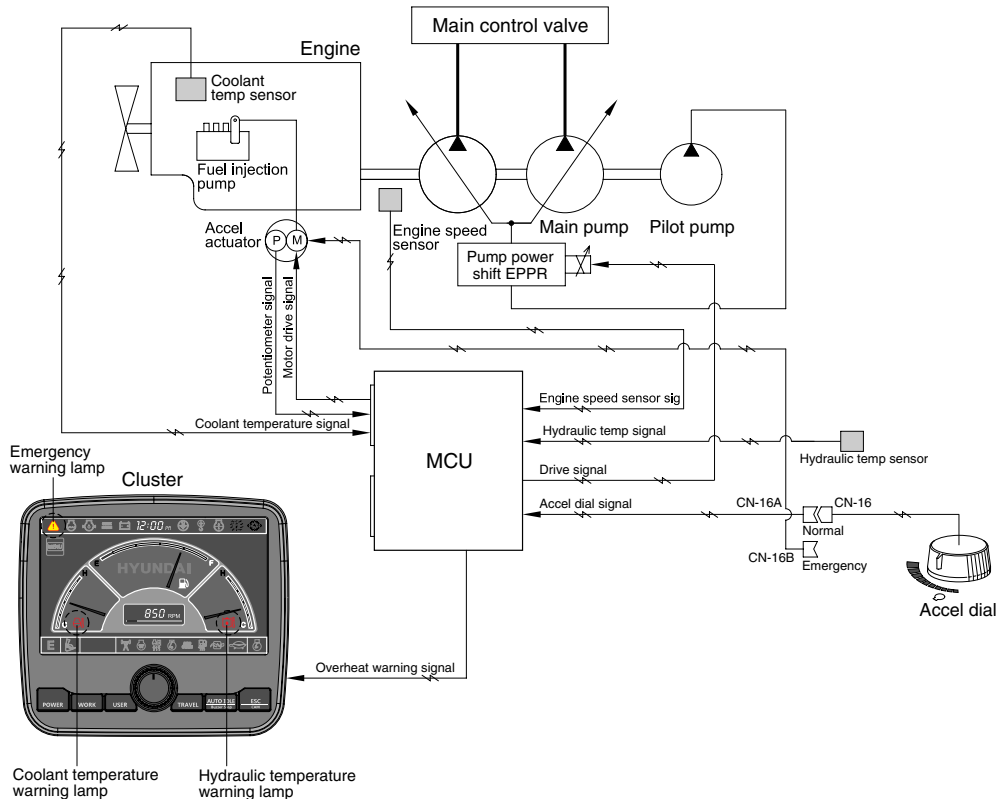 Main control valve
Engine
Coolant
temp sensor
Fuel injection
pump
Accel
actuator
P
M
Engine speed
sensor
Main pump
Pilot pump
Pump power
shift EPPR
Potentiometer signal
Motor drive signal
Coolant temperature signal
Engine speed sensor sig
Hydraulic temp signal
Hydraulic temp sensor
MCU
Drive signal
Accel dial signal
CN-16A
CN-16
Normal
CN-16B
Emergency
Accel dial
Emergency
warning lamp
Cluster
12:00
MENU
HYUNDAI
E
F
H
H
C
C
850 RPM
E
Overheat warning signal
POWER
WORK
USER
TRAVEL
AUTO IDLE
ESC
Coolant temperature
warning lamp
Hydraulic temperature
warning lamp